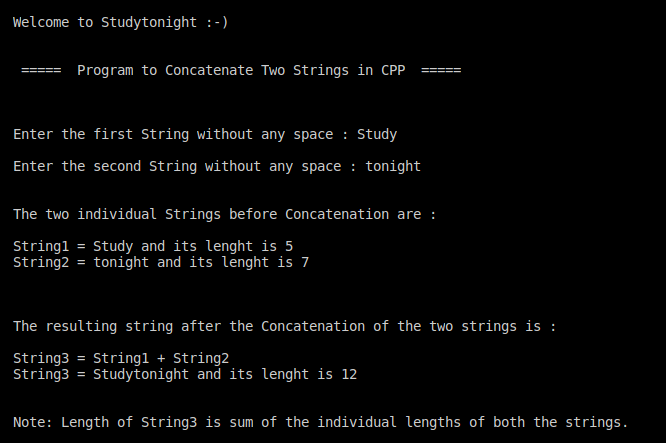 Welcome to Studytonight :-)
===== Program to Concatenate Two Strings in CPP =====
Enter the first String without any space : Study
Enter the second String without any space : tonight
The two individual Strings before Concatenation are :
String1 = Study and its lenght is 5
String2 = tonight and its lenght is 7
The resulting string after the Concatenation of the two strings is :
String3 = String1 + String2
String3 = Studytonight and its lenght is 12
Note: Length of String3 is sum of the individual lengths of both the strings.